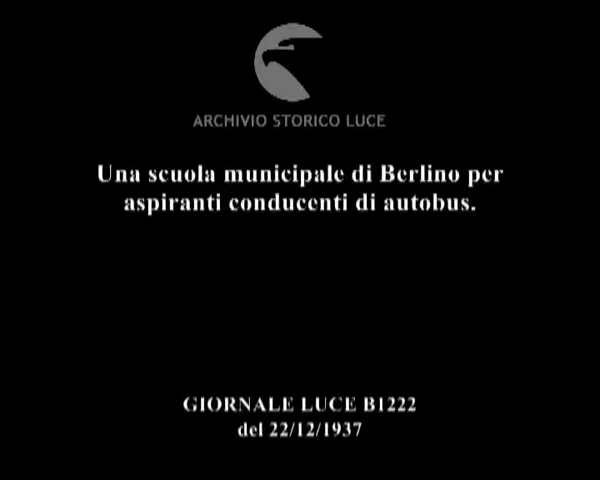 ARCHIVIO STORICO LUCE
Una scuola municipale di Berlino per
aspiranti conducenti di autobus.
GIORNALE LUCE B1222
del 22/12/1937